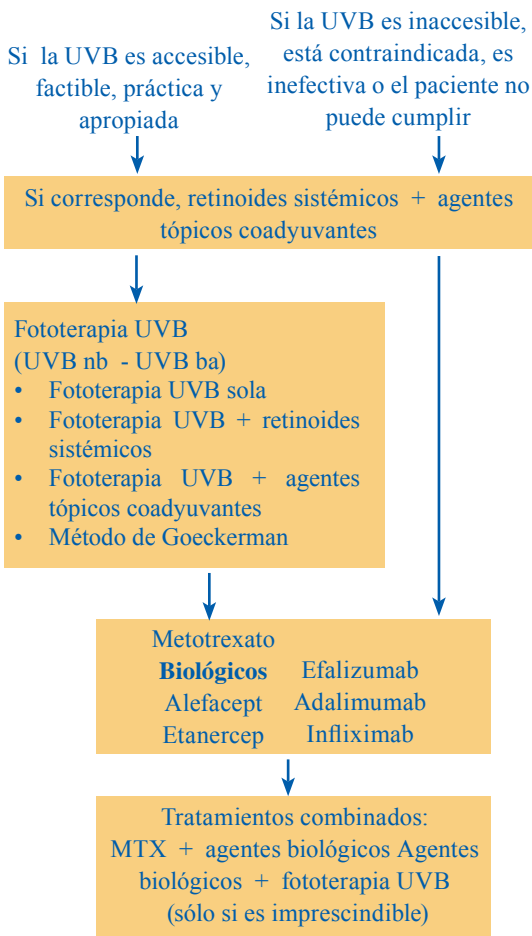 Si la UVB es accesible,
factible, práctica y
apropiada
Si la UVB es inaccesible,
está contraindicada, es
inefectiva o el paciente no
puede cumplir
Si corresponde, retinoides sistémicos + agentes
tópicos coadyuvantes
Fototerapia UVB
(UVB nb - UVB ba)
• Fototerapia UVB sola
• Fototerapia UVB + retinoides
sistémicos
• Fototerapia UVB + agentes
tópicos coadyuvantes
• Método de Goeckerman
Metotrexato
Biológicos
Alefacept
Etanercep
Efalizumab
Adalimumab
Infliximab
Tratamientos combinados:
MTX + agentes biológicos Agentes
biológicos + fototerapia UVB
(sólo si es imprescindible)